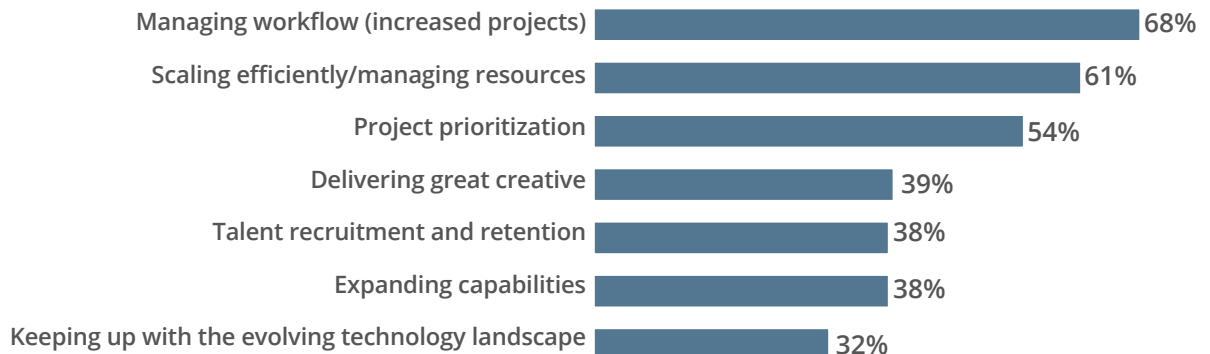 Managing workflow (increased projects) 68%
Scaling efficiently/managing resources 61%
Project prioritization 54%
Delivering great creative 39%
Talent recruitment and retention 38%
Expanding capabilities 38%
Keeping up with the evolving technology landscape 32%